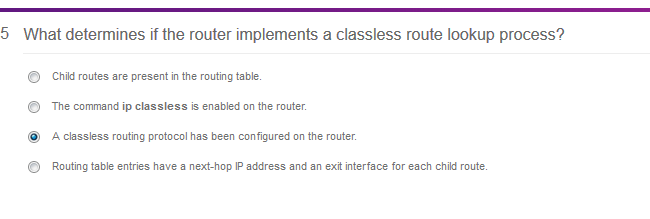 5 What determines if the router implements a classless route lookup process?
Child routes are present in the routing table.
The command ip classless is enabled on the router.
A classless routing protocol has been configured on the router.
Routing table entries have a next-hop IP address and an exit interface for each child route.